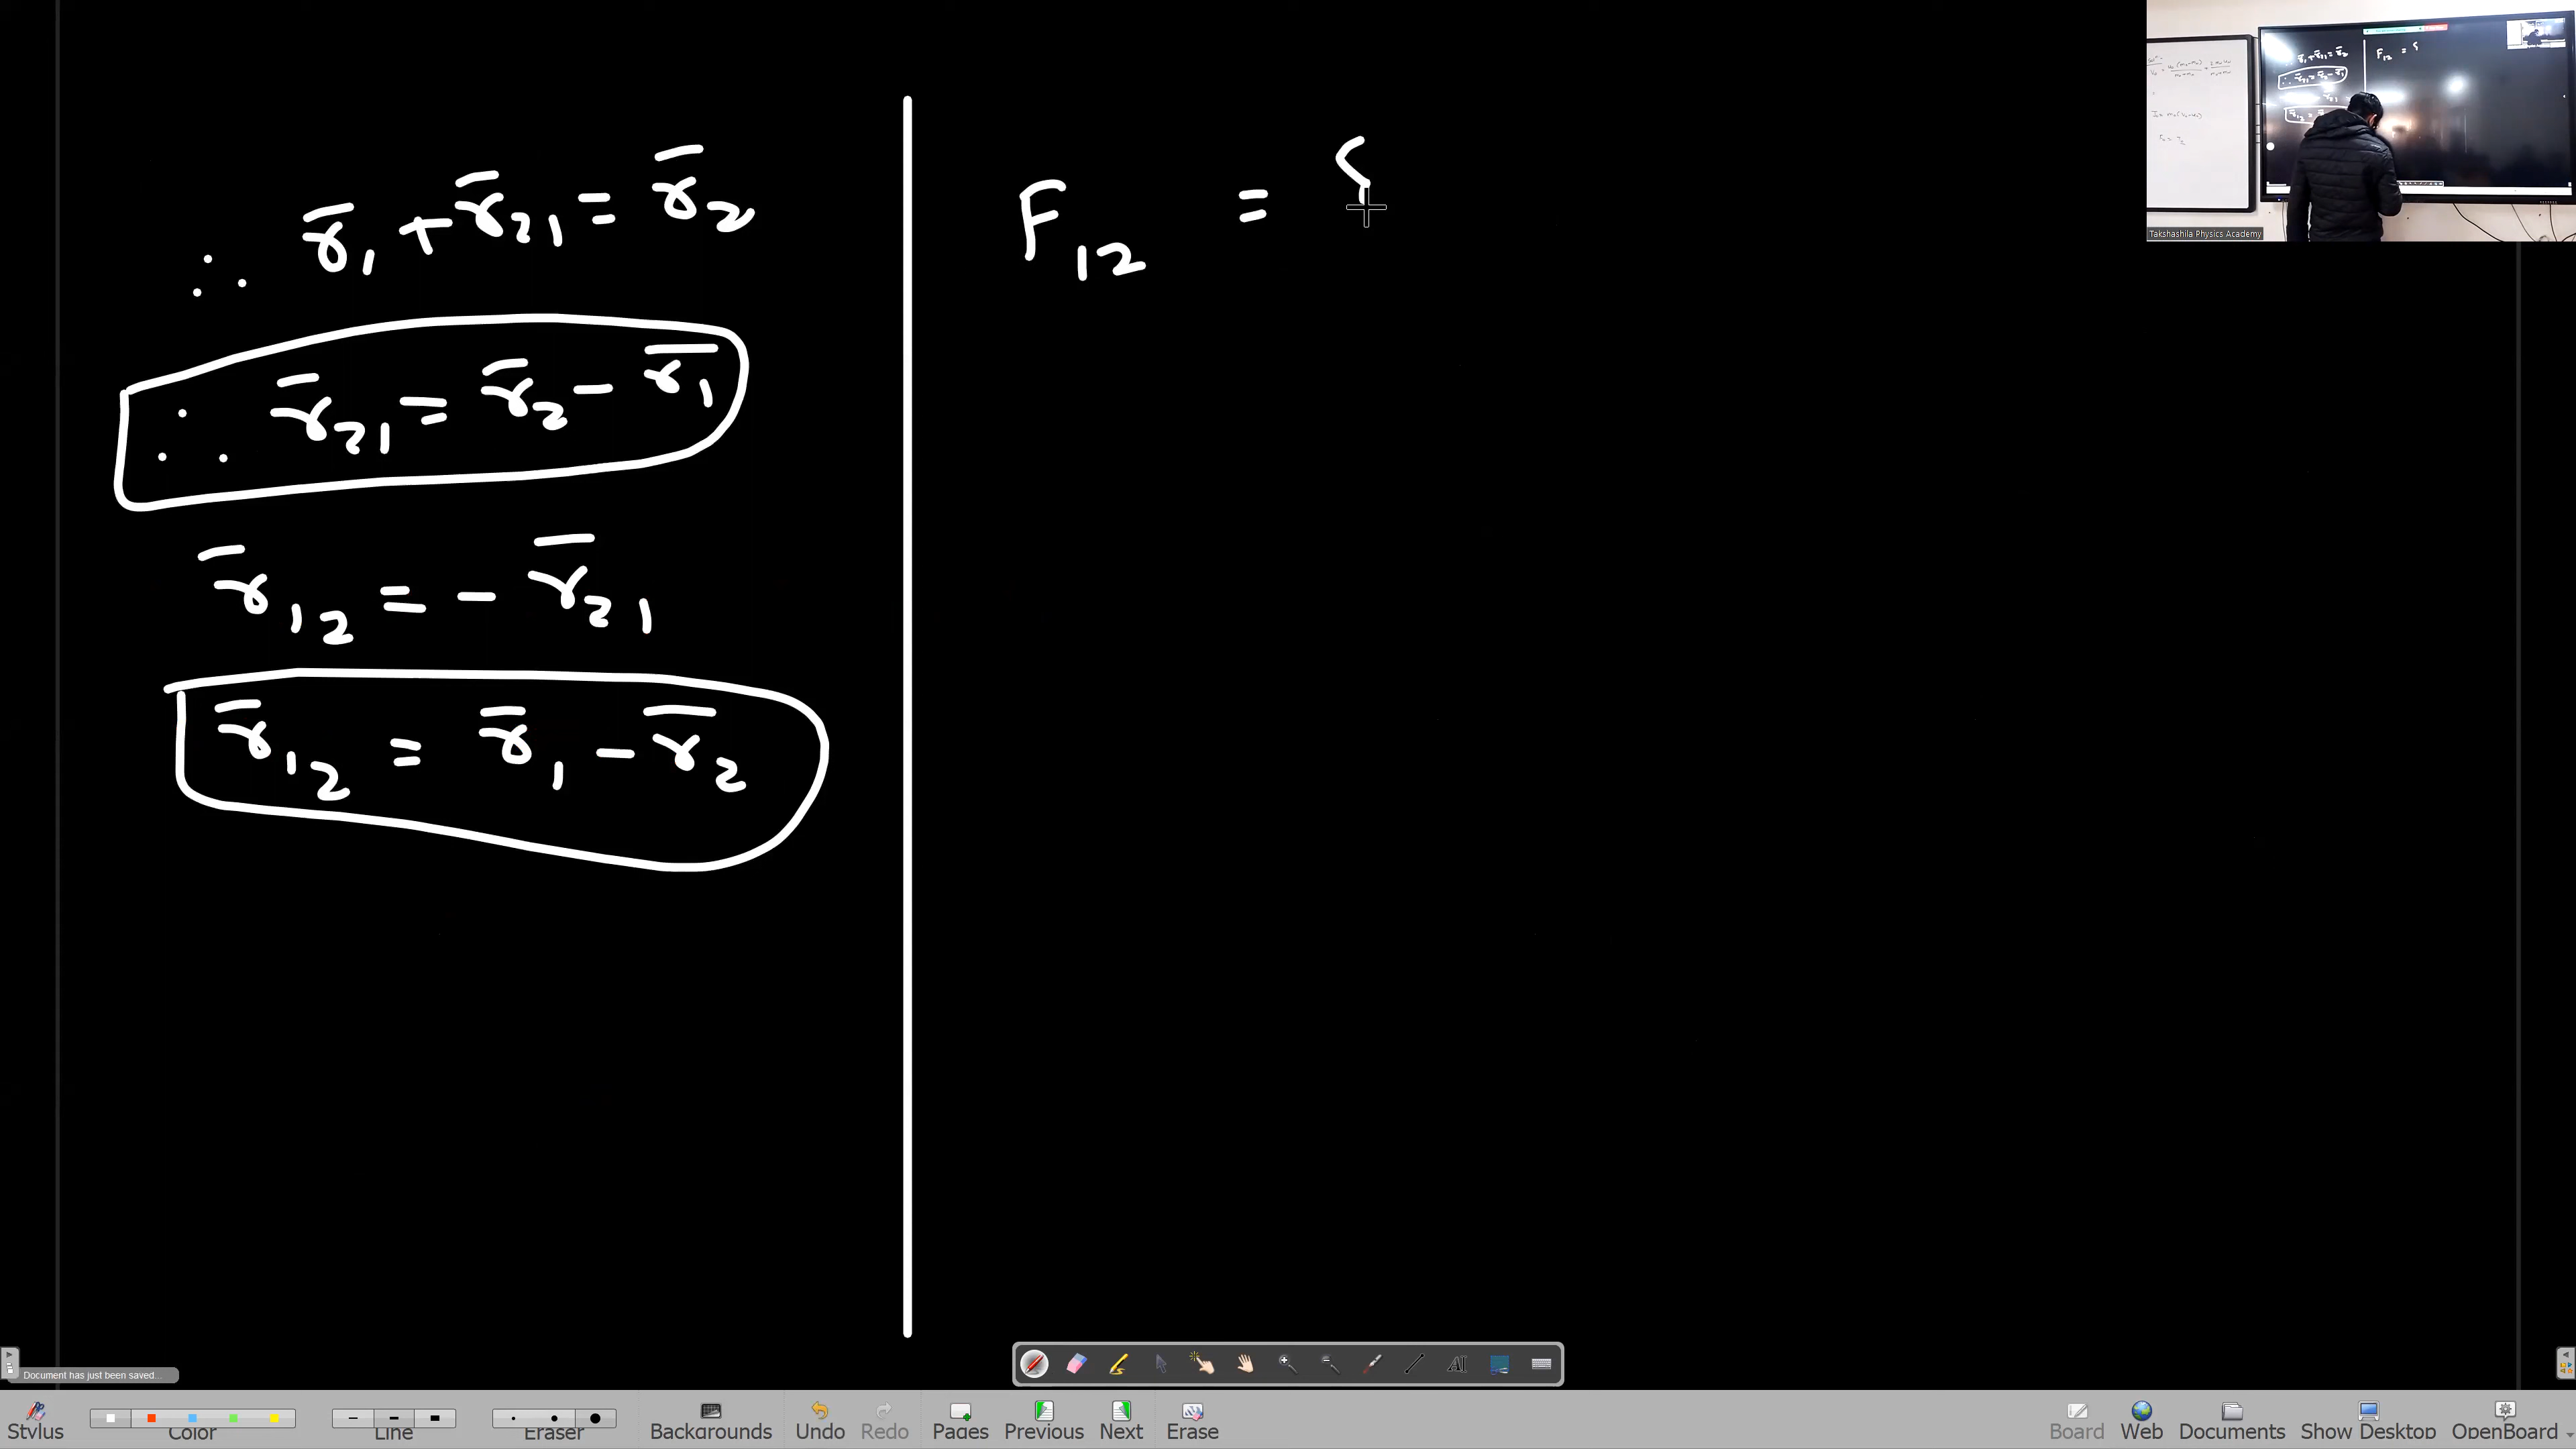 ∴ r̅₁ + r̅₂₁ = r̅₂
∴ r̅₂₁ = r̅₂ − r̅₁
r̅₁₂ = − r̅₂₁
r̅₁₂ = r̅₁ − r̅₂
F₁₂ =
Takshashila Physics Academy
Document has just been saved...
Stylus Color Line Eraser Backgrounds Undo Redo Pages Previous Next Erase Board Web Documents Show Desktop OpenBoard